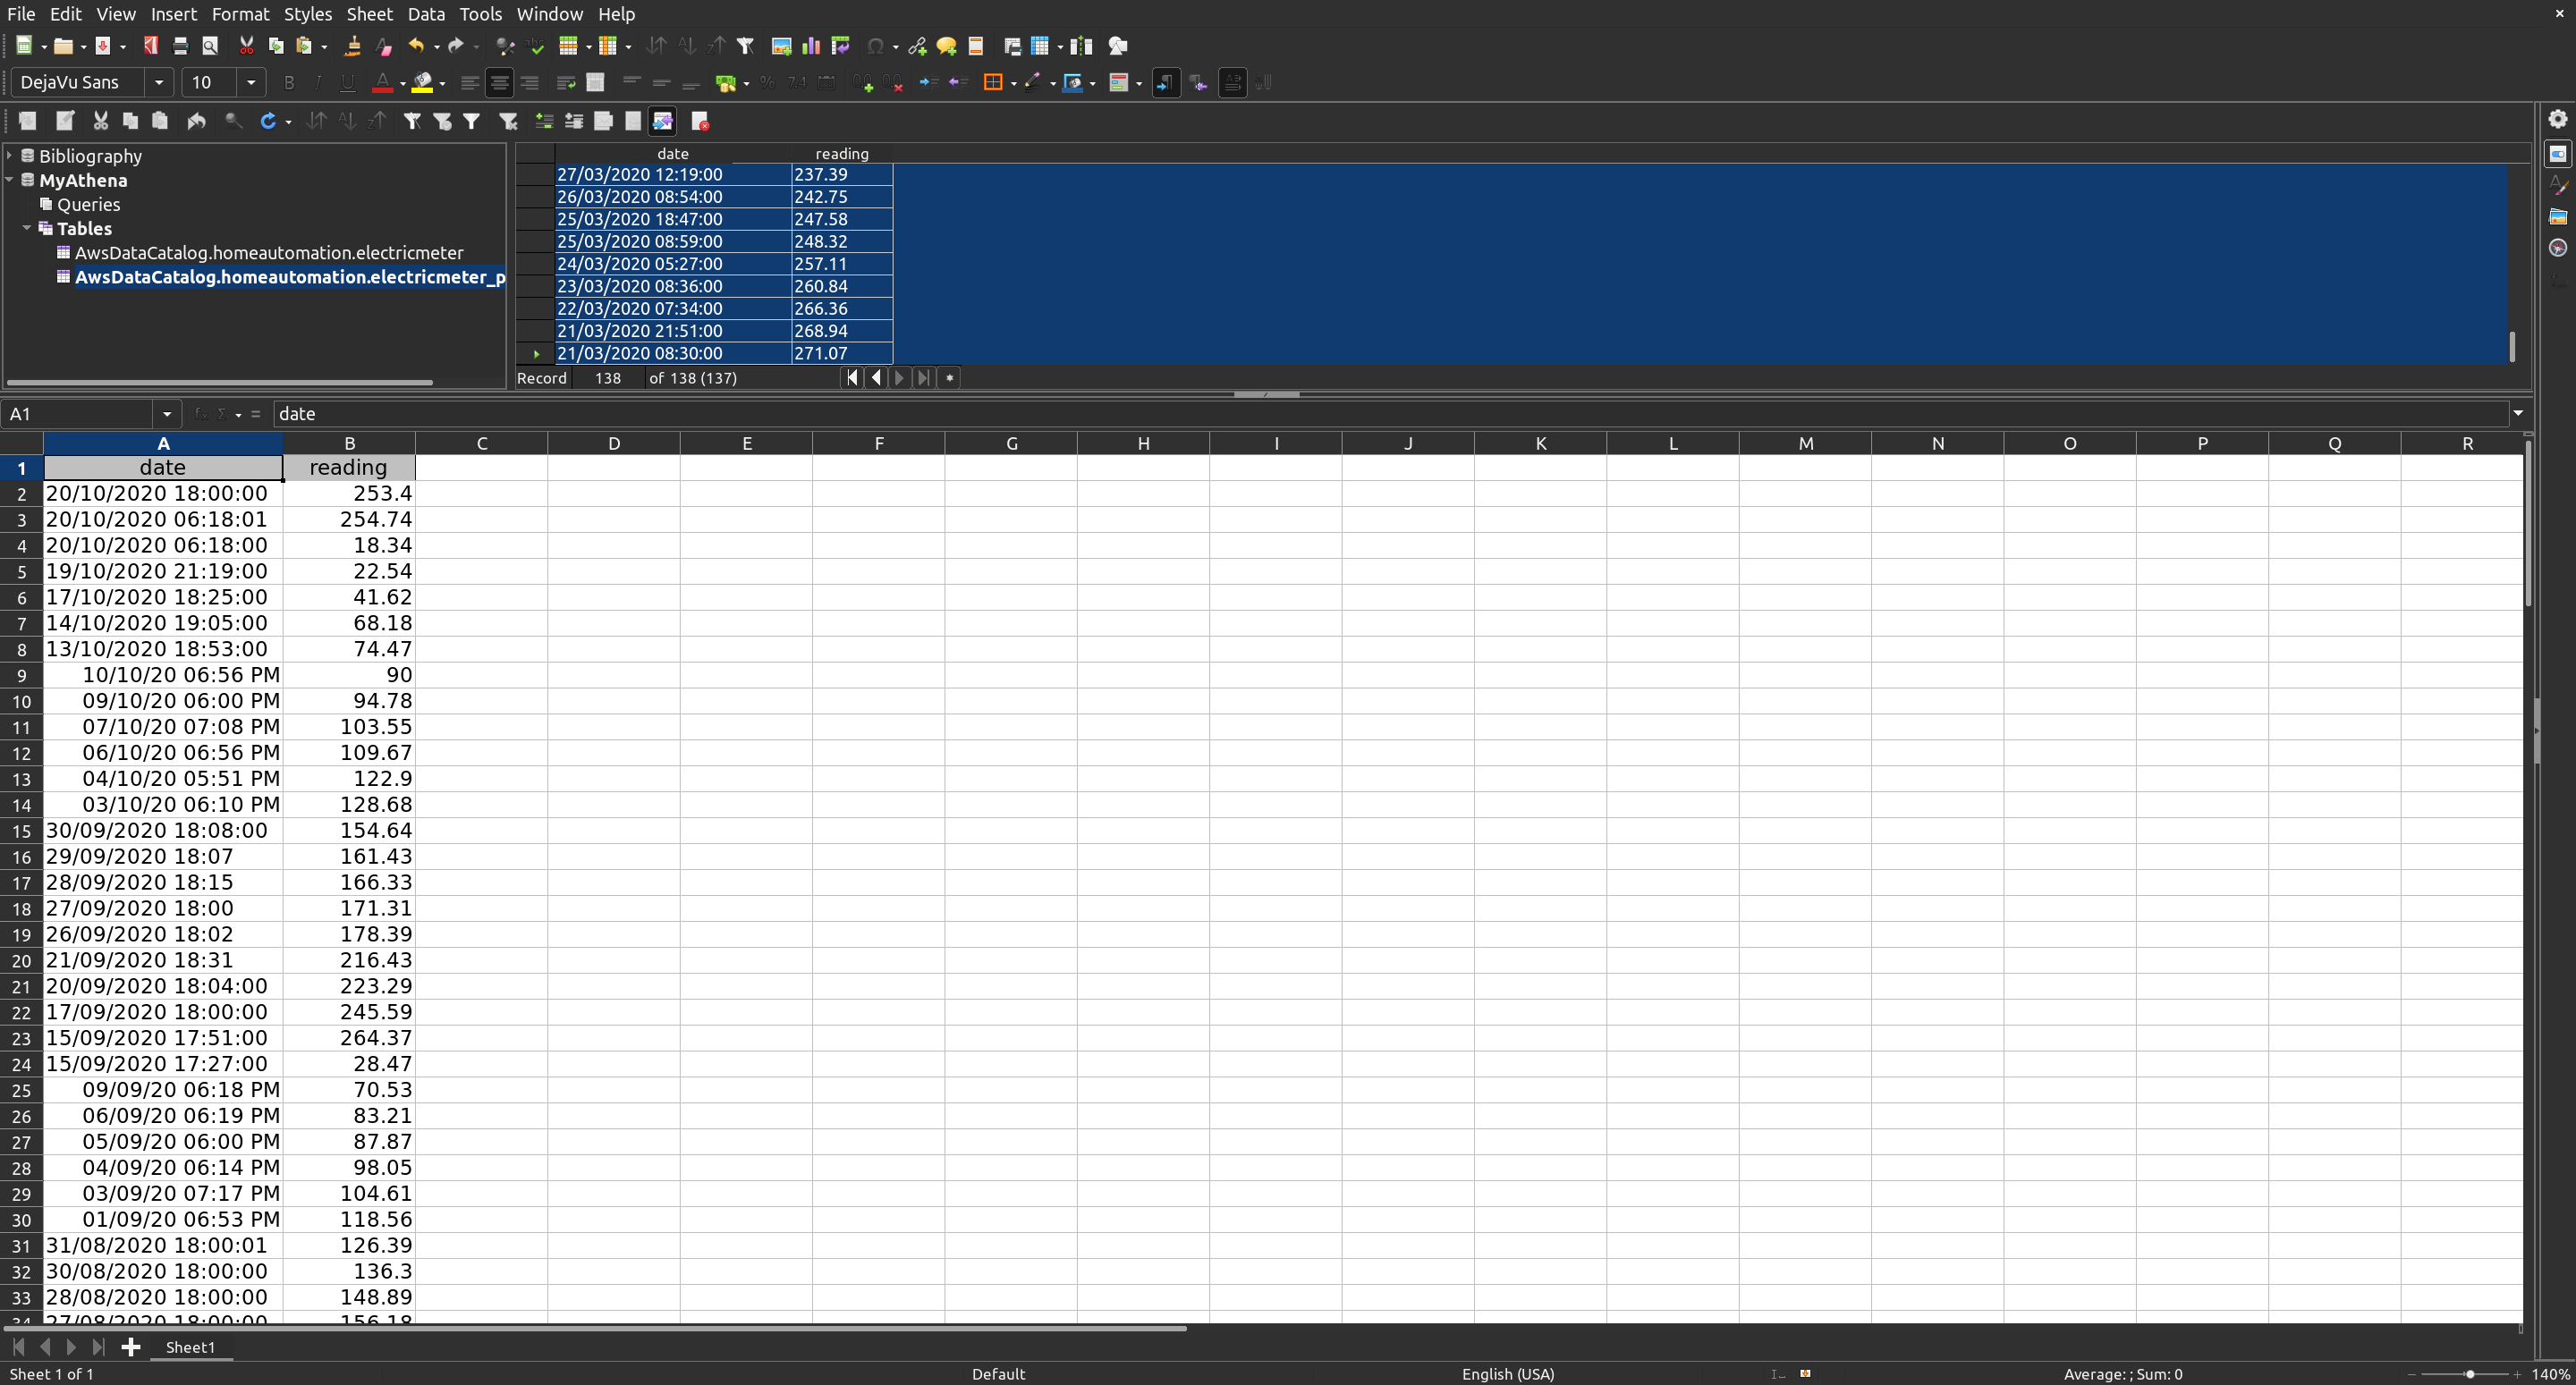 File Edit View Insert Format Styles Sheet Data Tools Window Help
DejaVu Sans 10
Bibliography
MyAthena
Queries
Tables
AwsDataCatalog.homeautomation.electricmeter
AwsDataCatalog.homeautomation.electricmeter_p
date reading
27/03/2020 12:19:00 237.39
26/03/2020 08:54:00 242.75
25/03/2020 18:47:00 247.58
25/03/2020 08:59:00 248.32
24/03/2020 05:27:00 257.11
23/03/2020 08:36:00 260.84
22/03/2020 07:34:00 266.36
21/03/2020 21:51:00 268.94
21/03/2020 08:30:00 271.07
Record 138 of 138 (137)
A1 date
A B C D E F G H I J K L M N O P Q R
1 date reading
2 20/10/2020 18:00:00 253.4
3 20/10/2020 06:18:01 254.74
4 20/10/2020 06:18:00 18.34
5 19/10/2020 21:19:00 22.54
6 17/10/2020 18:25:00 41.62
7 14/10/2020 19:05:00 68.18
8 13/10/2020 18:53:00 74.47
9 10/10/20 06:56 PM 90
10 09/10/20 06:00 PM 94.78
11 07/10/20 07:08 PM 103.55
12 06/10/20 06:56 PM 109.67
13 04/10/20 05:51 PM 122.9
14 03/10/20 06:10 PM 128.68
15 30/09/2020 18:08:00 154.64
16 29/09/2020 18:07 161.43
17 28/09/2020 18:15 166.33
18 27/09/2020 18:00 171.31
19 26/09/2020 18:02 178.39
20 21/09/2020 18:31 216.43
21 20/09/2020 18:04:00 223.29
22 17/09/2020 18:00:00 245.59
23 15/09/2020 17:51:00 264.37
24 15/09/2020 17:27:00 28.47
25 09/09/20 06:18 PM 70.53
26 06/09/20 06:19 PM 83.21
27 05/09/20 06:00 PM 87.87
28 04/09/20 06:14 PM 98.05
29 03/09/20 07:17 PM 104.61
30 01/09/20 06:53 PM 118.56
31 31/08/2020 18:00:01 126.39
32 30/08/2020 18:00:00 136.3
33 28/08/2020 18:00:00 148.89
34 27/08/2020 18:00:00 156.18
Sheet1
Sheet 1 of 1 Default English (USA) Average: ; Sum: 0 140%